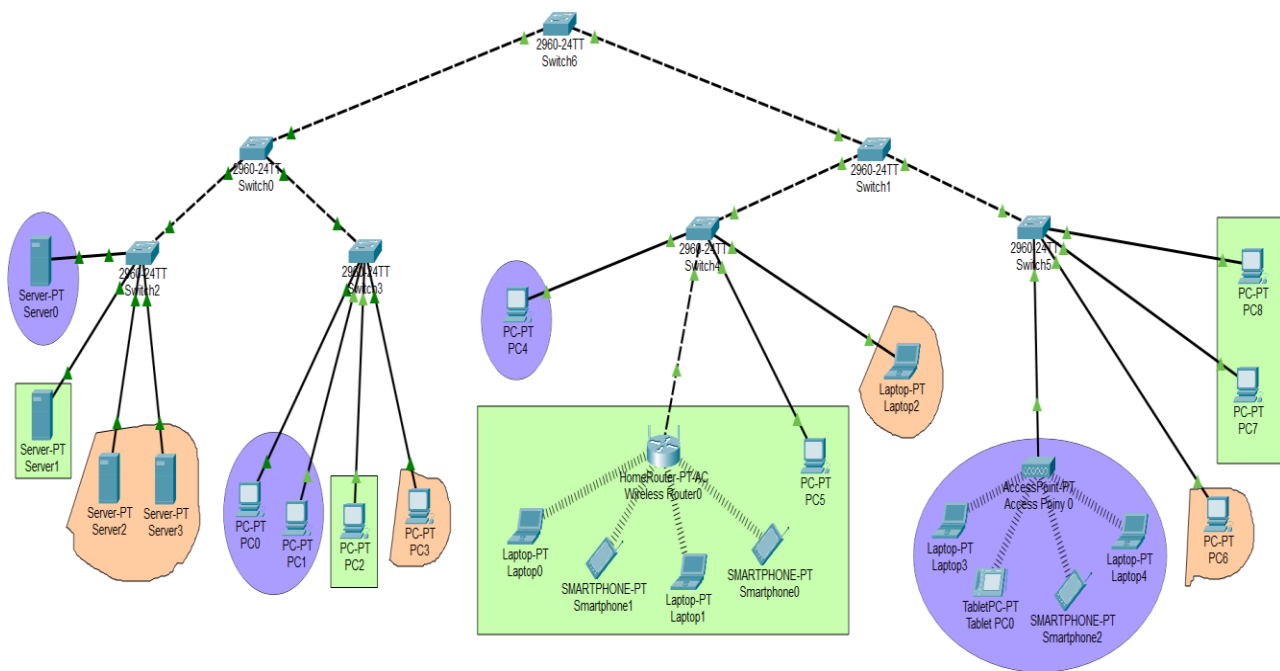 2960-24TT
Switch6
2960-24TT
Switch0
2960-24TT
Switch1
2960-24TT
Switch2
2960-24TT
Switch3
2960-24TT
Switch4
2960-24TT
Switch5
Server-PT
Server0
Server-PT
Server1
Server-PT
Server2
Server-PT
Server3
PC-PT
PC0
PC-PT
PC1
PC-PT
PC2
PC-PT
PC3
PC-PT
PC4
HomeRouter-PT-AC
Wireless Router0
Laptop-PT
Laptop0
SMARTPHONE-PT
Smartphone1
Laptop-PT
Laptop1
SMARTPHONE-PT
Smartphone0
PC-PT
PC5
Laptop-PT
Laptop2
AccessPoint-PT
Access Poiny 0
Laptop-PT
Laptop3
TabletPC-PT
Tablet PC0
SMARTPHONE-PT
Smartphone2
Laptop-PT
Laptop4
PC-PT
PC6
PC-PT
PC7
PC-PT
PC8